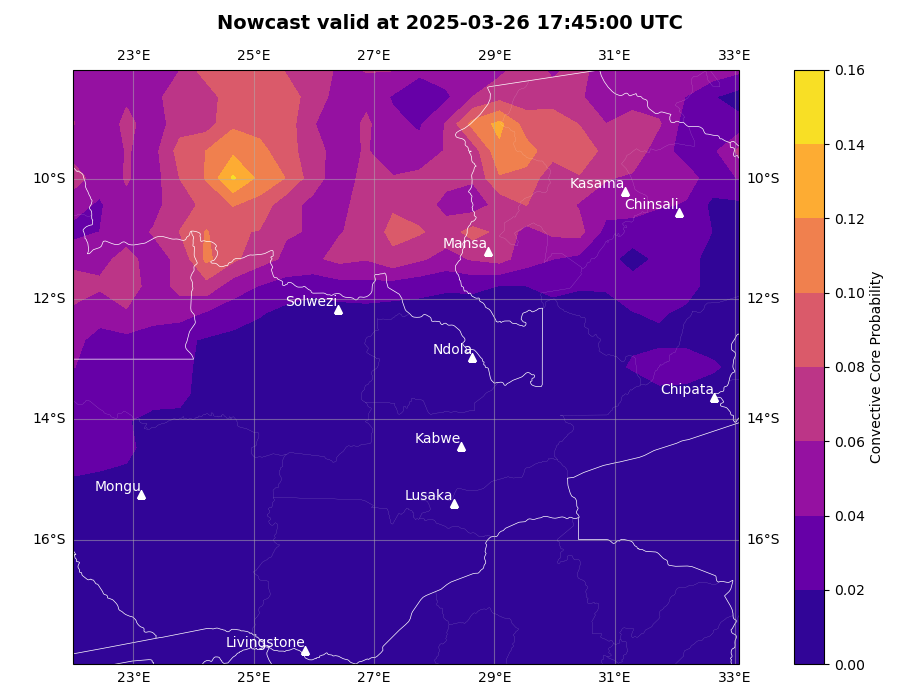 Nowcast valid at 2025-03-26 17:45:00 UTC
23°E 25°E 27°E 29°E 31°E 33°E
10°S 10°S
12°S 12°S
14°S 14°S
16°S 16°S
Kasama
Chinsali
Mansa
Solwezi
Ndola
Chipata
Kabwe
Mongu
Lusaka
Livingstone
23°E 25°E 27°E 29°E 31°E 33°E
0.16
0.14
0.12
0.10
0.08
0.06
0.04
0.02
0.00
Convective Core Probability